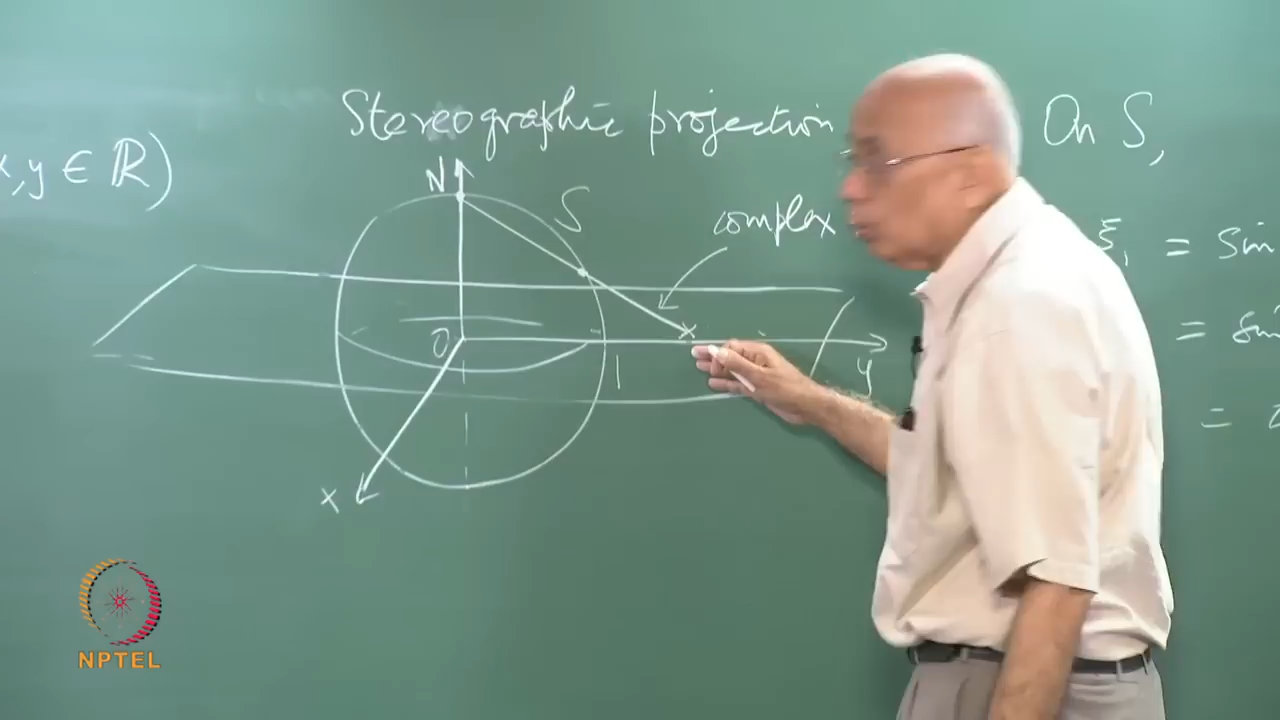 Stereographic projection
On S,
x, y ∈ ℝ)
N
S
complex
ξ₁ = sin
= sin
=
O
1
y
x
NPTEL